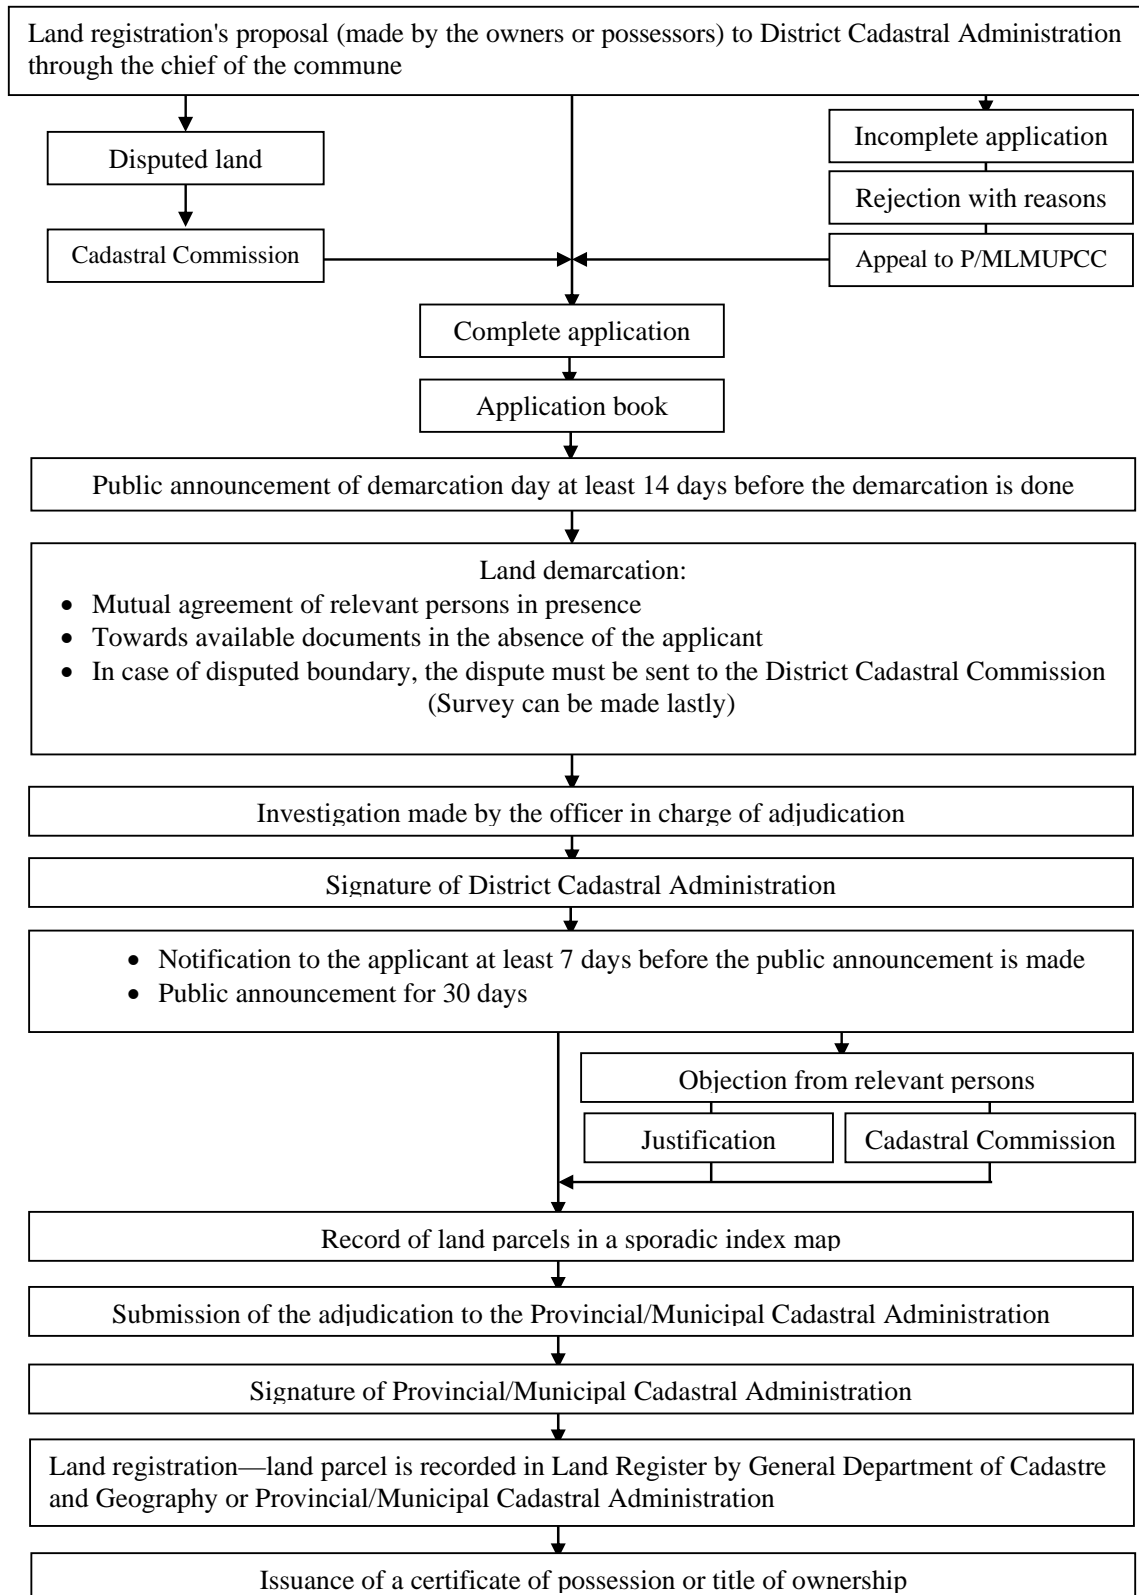 Land registration's proposal (made by the owners or possessors) to District Cadastral Administration
through the chief of the commune
Disputed land
Cadastral Commission
Incomplete application
Rejection with reasons
Appeal to P/MLMUPCC
Complete application
Application book
Public announcement of demarcation day at least 14 days before the demarcation is done
Land demarcation:
• Mutual agreement of relevant persons in presence
• Towards available documents in the absence of the applicant
• In case of disputed boundary, the dispute must be sent to the District Cadastral Commission
(Survey can be made lastly)
Investigation made by the officer in charge of adjudication
Signature of District Cadastral Administration
• Notification to the applicant at least 7 days before the public announcement is made
• Public announcement for 30 days
Objection from relevant persons
Justification
Cadastral Commission
Record of land parcels in a sporadic index map
Submission of the adjudication to the Provincial/Municipal Cadastral Administration
Signature of Provincial/Municipal Cadastral Administration
Land registration—land parcel is recorded in Land Register by General Department of Cadastre
and Geography or Provincial/Municipal Cadastral Administration
Issuance of a certificate of possession or title of ownership